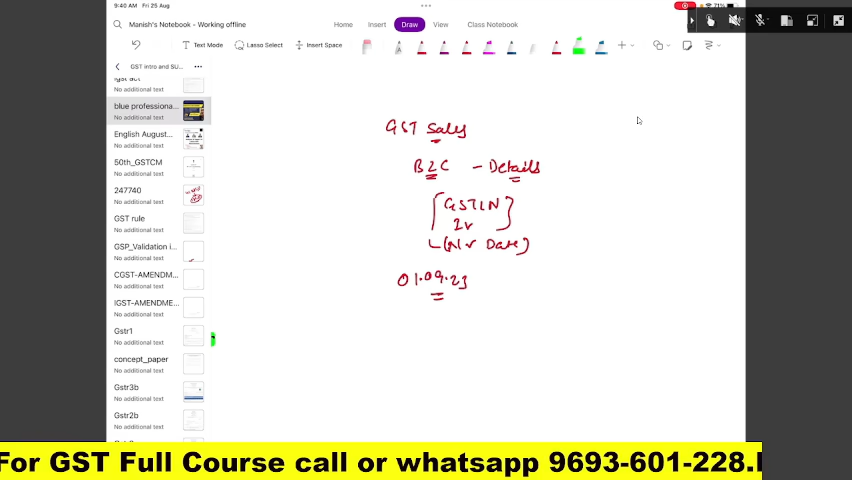 9:40 AM Fri 25 Aug
71%
Manish's Notebook - Working offline
Home Insert Draw View Class Notebook
Text Mode Lasso Select Insert Space
GST intro and SU...
igst act
No additional text
blue professiona...
No additional text
English August...
No additional text
50th_GSTCM
No additional text
247740
No additional text
GST rule
No additional text
GSP_Validation i...
No additional text
CGST-AMENDM...
No additional text
IGST-AMENDME...
No additional text
Gstr1
No additional text
concept_paper
No additional text
Gstr3b
No additional text
Gstr2b
No additional text
GST Sales
B2C - Details
GSTIN
Date)
01.09.23
For GST Full Course call or whatsapp 9693-601-228.